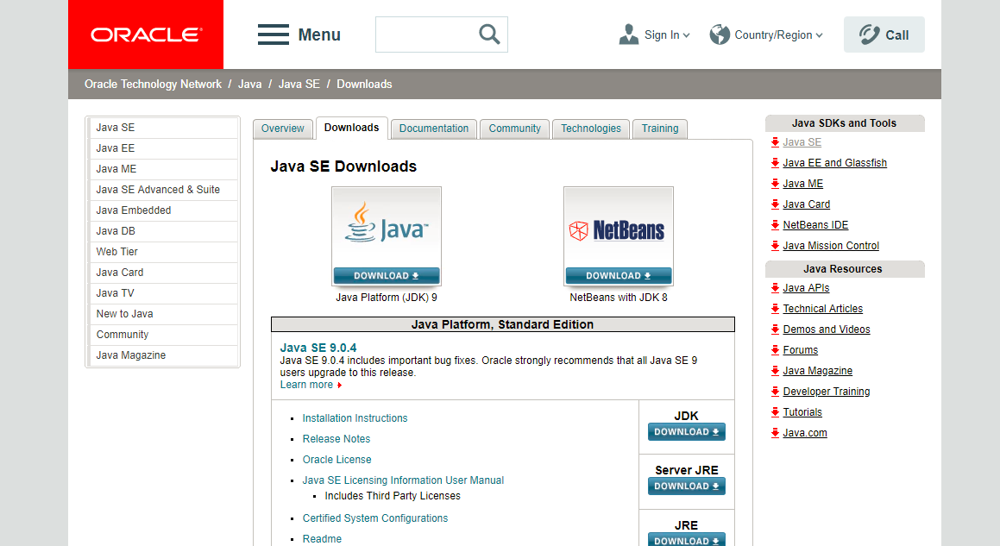 ORACLE
Menu
Sign In
Country/Region
Call
Oracle Technology Network / Java / Java SE / Downloads
Java SE
Java EE
Java ME
Java SE Advanced & Suite
Java Embedded
Java DB
Web Tier
Java Card
Java TV
New to Java
Community
Java Magazine
Overview
Downloads
Documentation
Community
Technologies
Training
Java SE Downloads
Java™
DOWNLOAD
Java Platform (JDK) 9
NetBeans
DOWNLOAD
NetBeans with JDK 8
Java Platform, Standard Edition
Java SE 9.0.4
Java SE 9.0.4 includes important bug fixes. Oracle strongly recommends that all Java SE 9
users upgrade to this release.
Learn more
Installation Instructions
Release Notes
Oracle License
Java SE Licensing Information User Manual
Includes Third Party Licenses
Certified System Configurations
Readme
JDK
DOWNLOAD
Server JRE
DOWNLOAD
JRE
DOWNLOAD
Java SDKs and Tools
Java SE
Java EE and Glassfish
Java ME
Java Card
NetBeans IDE
Java Mission Control
Java Resources
Java APIs
Technical Articles
Demos and Videos
Forums
Java Magazine
Developer Training
Tutorials
Java.com